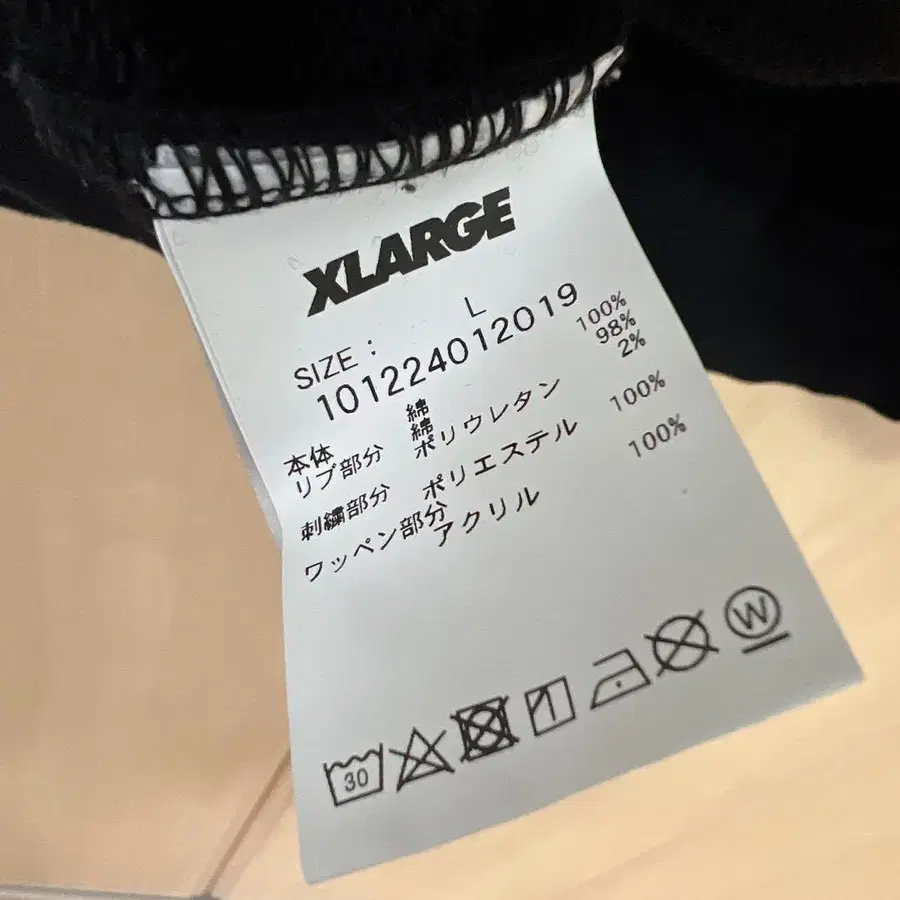 XLARGE
SIZE : L
101224012019
本体 綿 100%
リブ部分 綿 98%
ポリウレタン 2%
刺繍部分 ポリエステル 100%
ワッペン部分 アクリル 100%
30
W